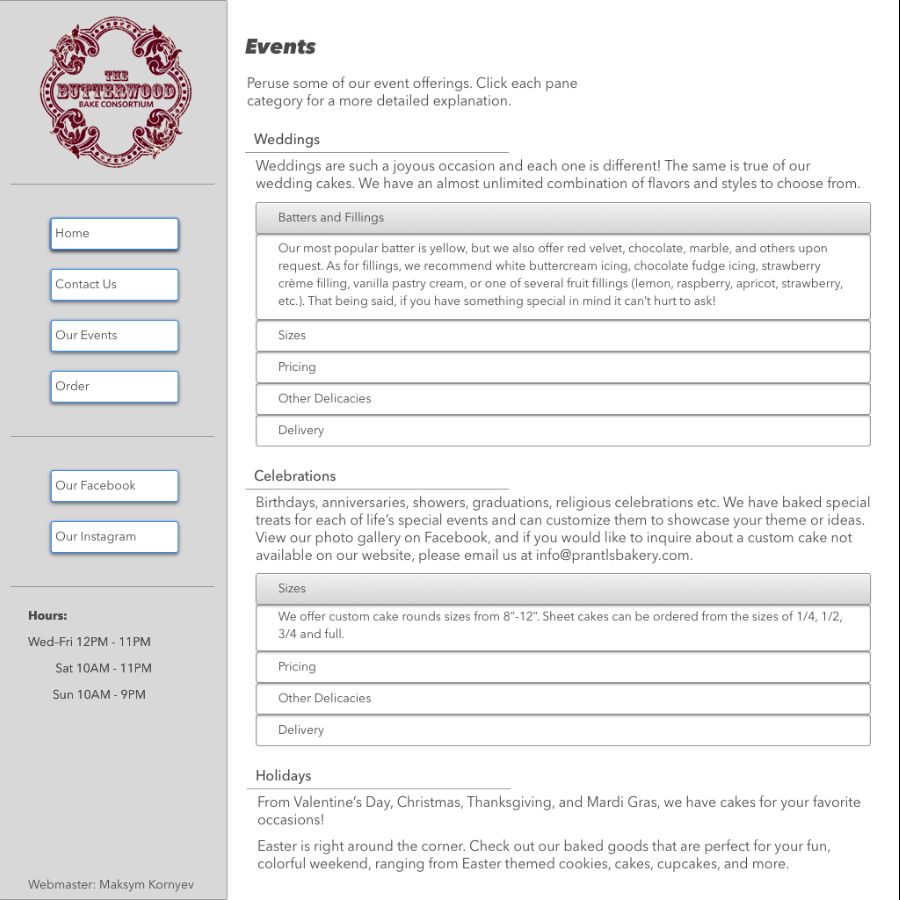 THE
BUTTERWOOD
BAKE CONSORTIUM
Home
Contact Us
Our Events
Order
Our Facebook
Our Instagram
Hours:
Wed–Fri 12PM - 11PM
Sat 10AM - 11PM
Sun 10AM - 9PM
Webmaster: Maksym Kornyev
Events
Peruse some of our event offerings. Click each pane
category for a more detailed explanation.
Weddings
Weddings are such a joyous occasion and each one is different! The same is true of our
wedding cakes. We have an almost unlimited combination of flavors and styles to choose from.
Batters and Fillings
Our most popular batter is yellow, but we also offer red velvet, chocolate, marble, and others upon
request. As for fillings, we recommend white buttercream icing, chocolate fudge icing, strawberry
crème filling, vanilla pastry cream, or one of several fruit fillings (lemon, raspberry, apricot, strawberry,
etc.). That being said, if you have something special in mind it can’t hurt to ask!
Sizes
Pricing
Other Delicacies
Delivery
Celebrations
Birthdays, anniversaries, showers, graduations, religious celebrations etc. We have baked special
treats for each of life’s special events and can customize them to showcase your theme or ideas.
View our photo gallery on Facebook, and if you would like to inquire about a custom cake not
available on our website, please email us at info@prantlsbakery.com.
Sizes
We offer custom cake rounds sizes from 8”-12”. Sheet cakes can be ordered from the sizes of 1/4, 1/2,
3/4 and full.
Pricing
Other Delicacies
Delivery
Holidays
From Valentine’s Day, Christmas, Thanksgiving, and Mardi Gras, we have cakes for your favorite
occasions!
Easter is right around the corner. Check out our baked goods that are perfect for your fun,
colorful weekend, ranging from Easter themed cookies, cakes, cupcakes, and more.